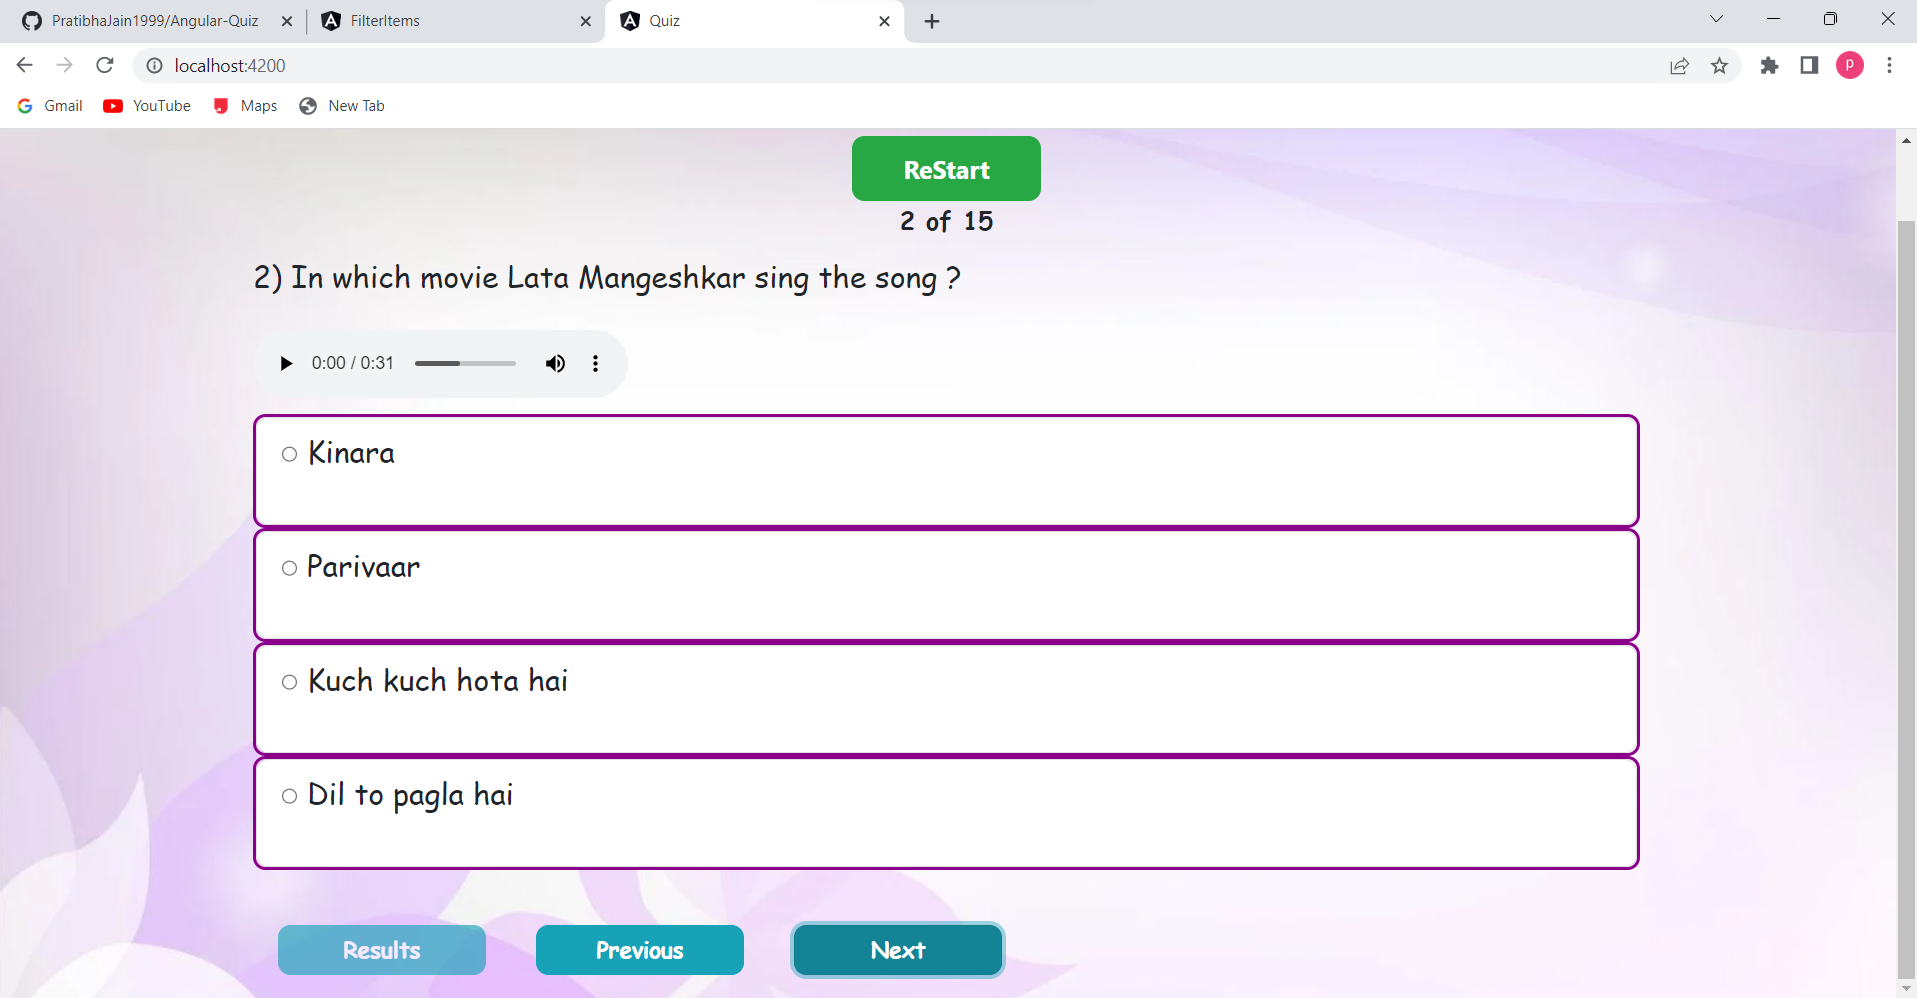 PratibhaJain1999/Angular-Quiz
FilterItems
Quiz
localhost:4200
P
Gmail
YouTube
Maps
New Tab
ReStart
2 of 15
2) In which movie Lata Mangeshkar sing the song ?
0:00 / 0:31
Kinara
Parivaar
Kuch kuch hota hai
Dil to pagla hai
Results
Previous
Next